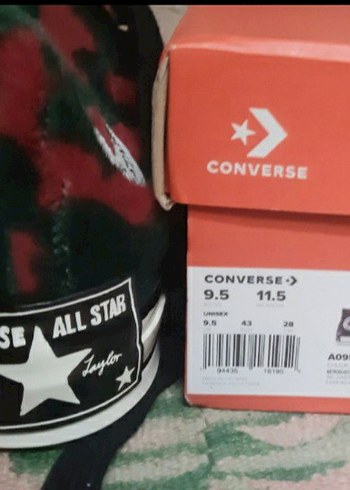 CONVERSE
CONVERSE
9.5 11.5
UNISEX
9.5 43 28
SE ALL STAR
Taylor